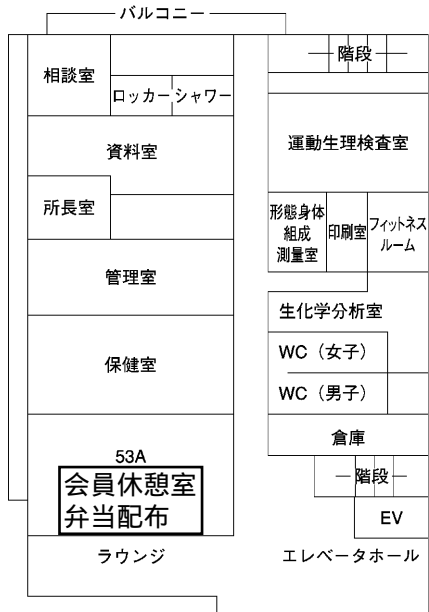 バルコニー
相談室
階段
ロッカー
シャワー
資料室
運動生理検査室
所長室
形態身体
組成
測量室
印刷室
フィットネス
ルーム
管理室
生化学分析室
保健室
WC（女子）
WC（男子）
倉庫
53A
会員休憩室
弁当配布
階段
EV
ラウンジ
エレベータホール